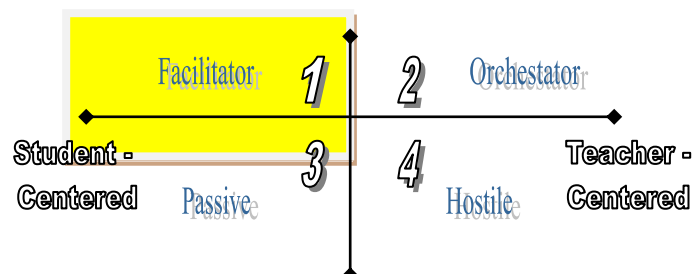 Facilitator 1 2 Orchestator
Student - Teacher -
Centered Centered
3 4
Passive Hostile